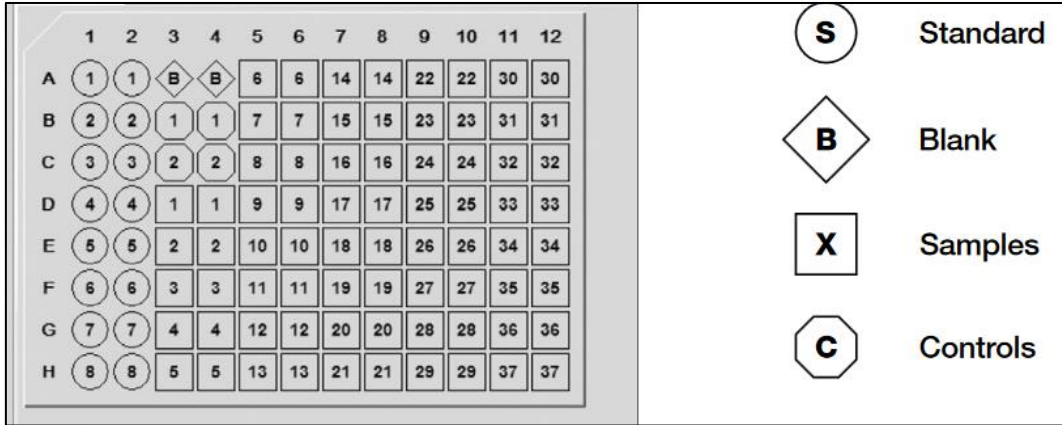 1 2 3 4 5 6 7 8 9 10 11 12
A 1 1 B B 6 6 14 14 22 22 30 30
B 2 2 1 1 7 7 15 15 23 23 31 31
C 3 3 2 2 8 8 16 16 24 24 32 32
D 4 4 1 1 9 9 17 17 25 25 33 33
E 5 5 2 2 10 10 18 18 26 26 34 34
F 6 6 3 3 11 11 19 19 27 27 35 35
G 7 7 4 4 12 12 20 20 28 28 36 36
H 8 8 5 5 13 13 21 21 29 29 37 37
S Standard
B Blank
X Samples
C Controls